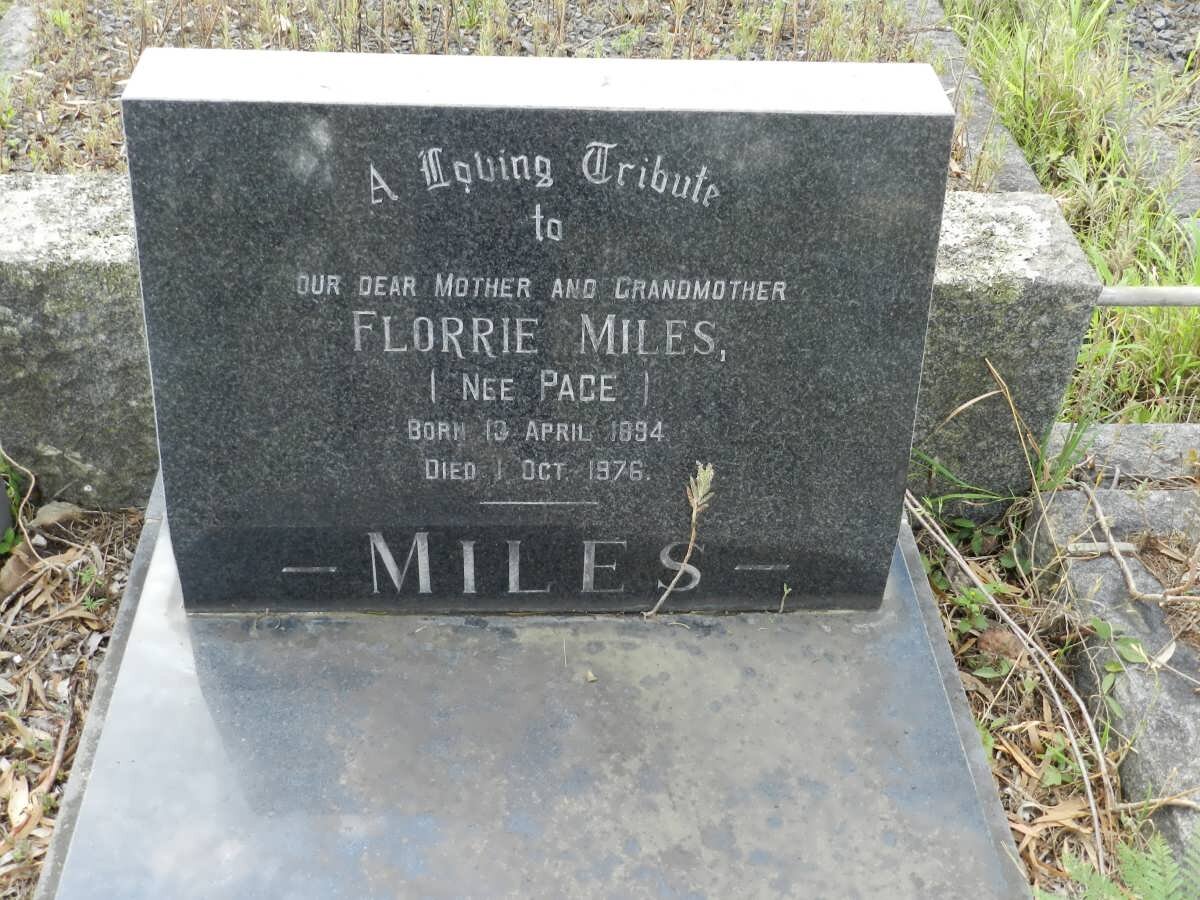 A Loving Tribute
to
OUR DEAR MOTHER AND GRANDMOTHER
FLORRIE MILES,
( NEE PAGE )
BORN 13 APRIL 1894
DIED 1 OCT 1976.
– MILES –